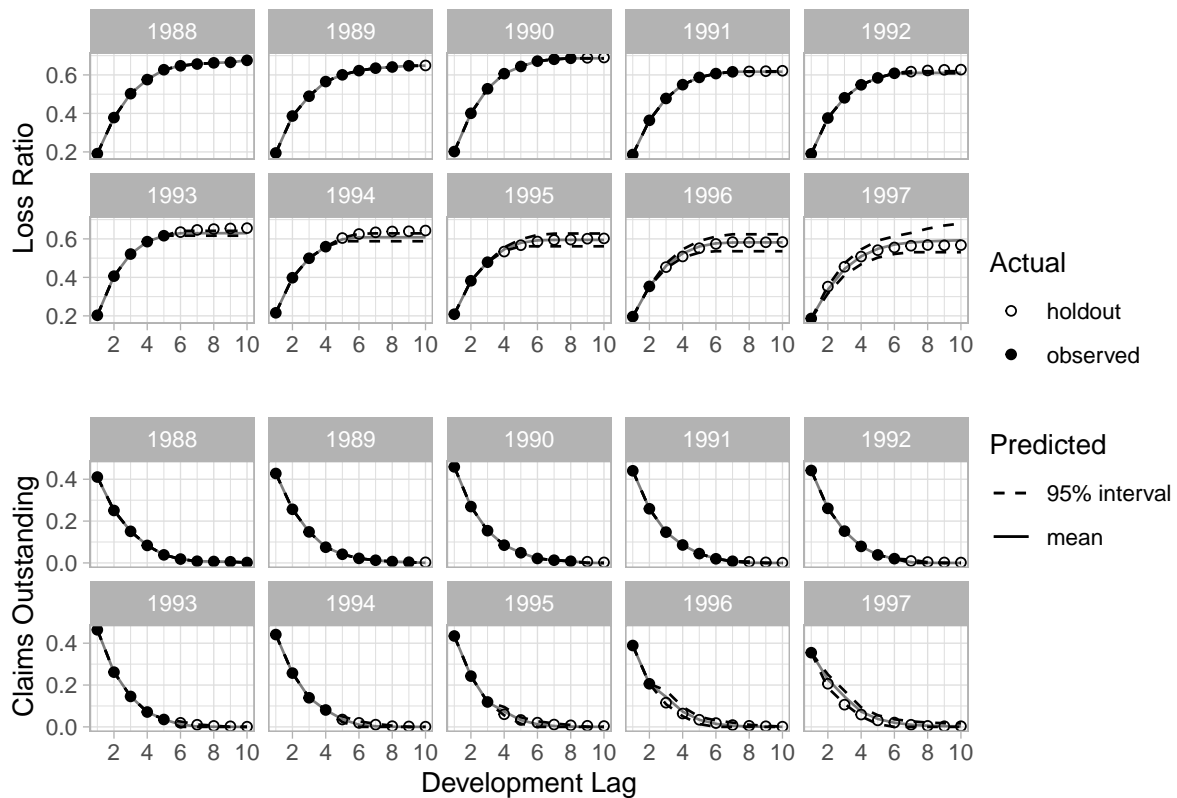 1988 1989 1990 1991 1992
0.6
0.4
0.2
1993 1994 1995 1996 1997
0.6
0.4
0.2
Loss Ratio
2 4 6 8 10 2 4 6 8 10 2 4 6 8 10 2 4 6 8 10 2 4 6 8 10
1988 1989 1990 1991 1992
0.4
0.2
0.0
1993 1994 1995 1996 1997
0.4
0.2
0.0
Claims Outstanding
2 4 6 8 10 2 4 6 8 10 2 4 6 8 10 2 4 6 8 10 2 4 6 8 10
Development Lag
Actual
holdout
observed
Predicted
95% interval
mean